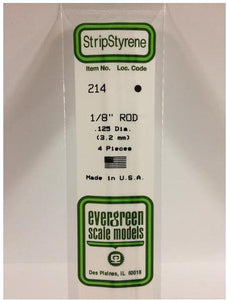 StripStyrene
Item No. Loc. Code
214
1/8" ROD
.125 Dia.
(3.2 mm)
4 Pieces
Made in U.S.A.
evergreen
scale models
Des Plaines, IL 60018